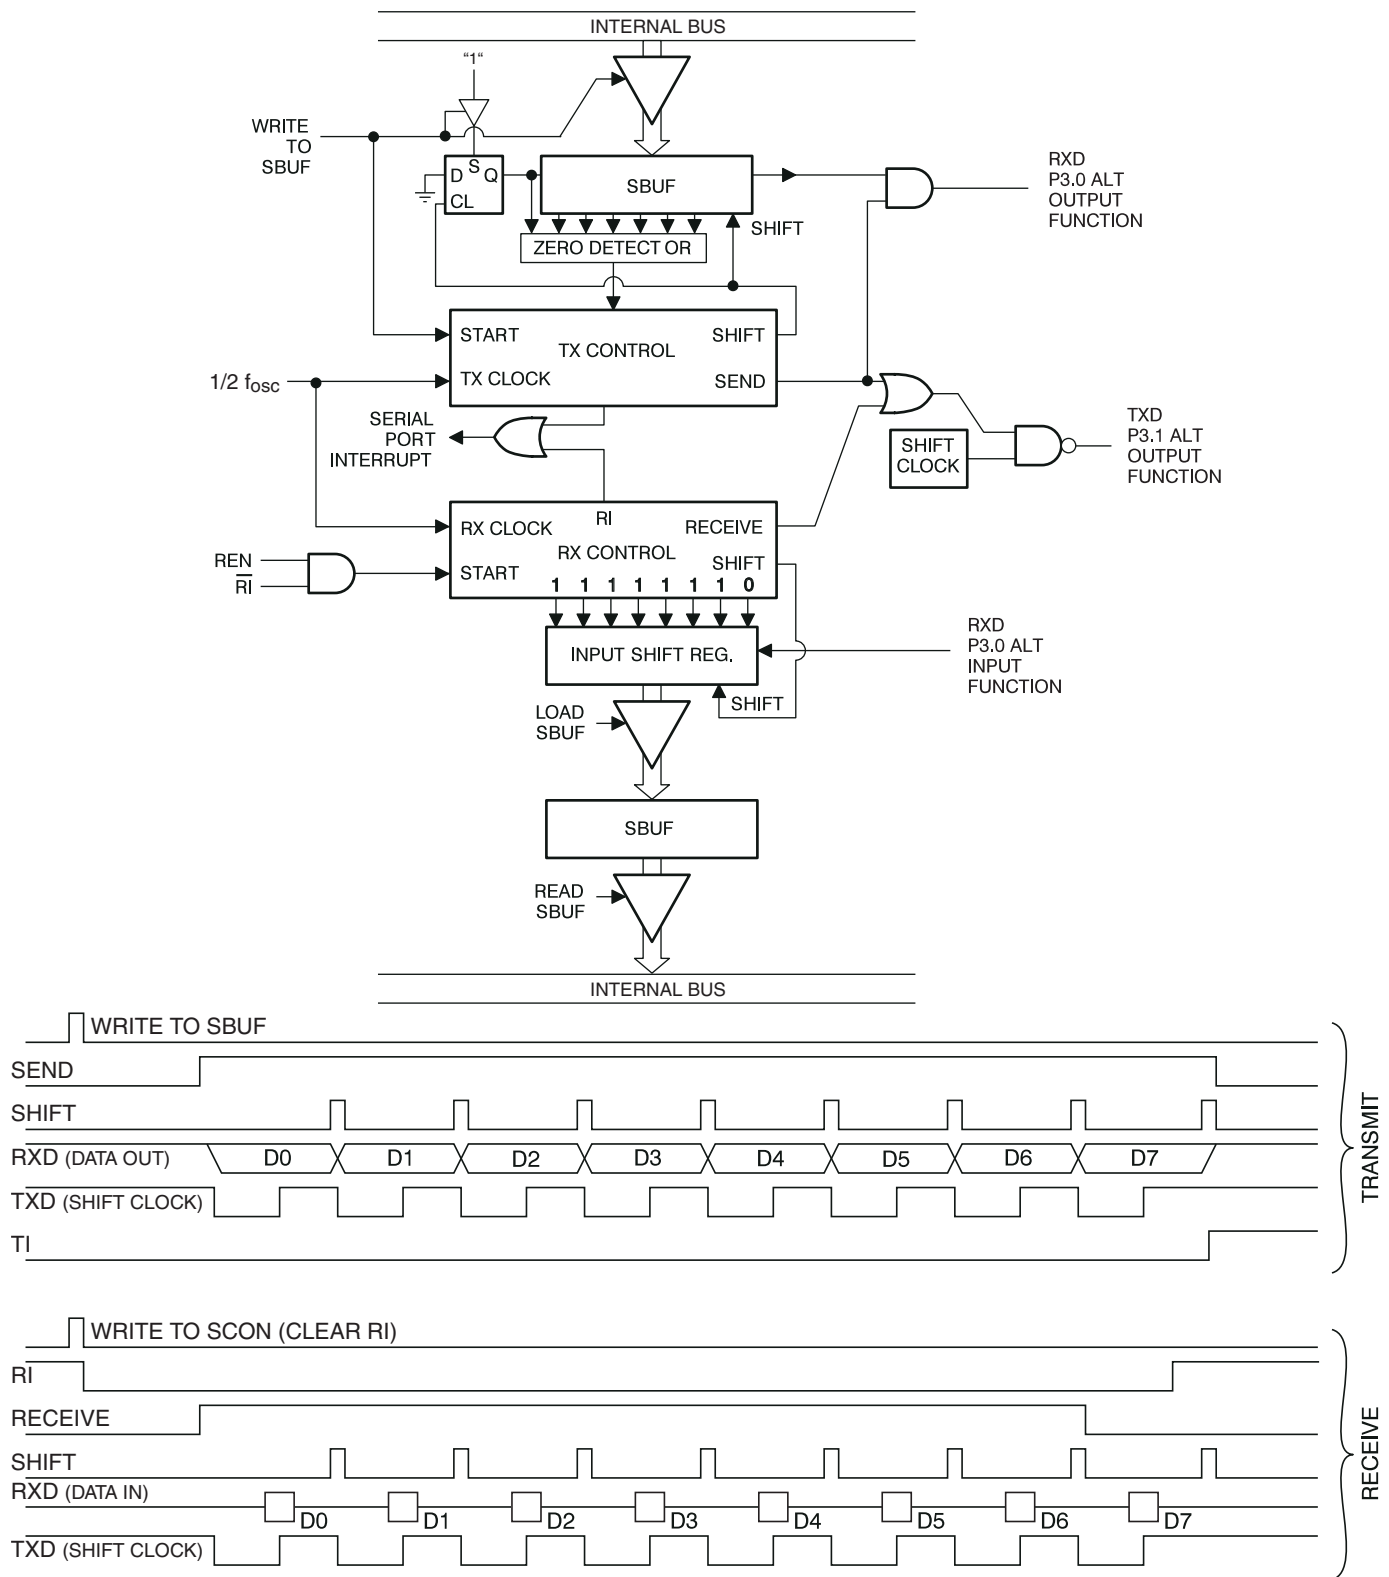 INTERNAL BUS
“1“
WRITE
TO
SBUF
S
D Q
CL
SBUF
RXD
P3.0 ALT
OUTPUT
FUNCTION
SHIFT
ZERO DETECT OR
START
SHIFT
TX CONTROL
1/2 fosc
TX CLOCK
SEND
SERIAL
PORT
INTERRUPT
SHIFT
CLOCK
TXD
P3.1 ALT
OUTPUT
FUNCTION
RI
RX CLOCK
RECEIVE
RX CONTROL
REN
RI
START
SHIFT
1 1 1 1 1 1 1 0
INPUT SHIFT REG.
RXD
P3.0 ALT
INPUT
FUNCTION
LOAD
SBUF
SHIFT
SBUF
READ
SBUF
INTERNAL BUS
WRITE TO SBUF
SEND
SHIFT
RXD (DATA OUT) D0 D1 D2 D3 D4 D5 D6 D7
TXD (SHIFT CLOCK)
TI
TRANSMIT
WRITE TO SCON (CLEAR RI)
RI
RECEIVE
SHIFT
RXD (DATA IN) D0 D1 D2 D3 D4 D5 D6 D7
TXD (SHIFT CLOCK)
RECEIVE